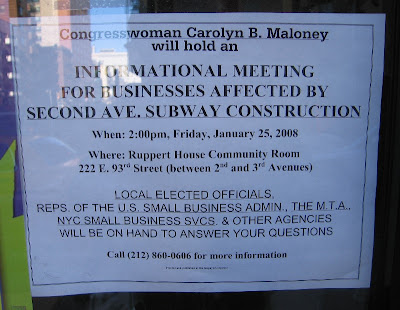 Congresswoman Carolyn B. Maloney
will hold an
INFORMATIONAL MEETING
FOR BUSINESSES AFFECTED BY
SECOND AVE. SUBWAY CONSTRUCTION
When: 2:00pm, Friday, January 25, 2008
Where: Ruppert House Community Room
222 E. 93rd Street (between 2nd and 3rd Avenues)
LOCAL ELECTED OFFICIALS,
REPS. OF THE U.S. SMALL BUSINESS ADMIN., THE M.T.A.,
NYC SMALL BUSINESS SVCS. & OTHER AGENCIES
WILL BE ON HAND TO ANSWER YOUR QUESTIONS
Call (212) 860-0606 for more information